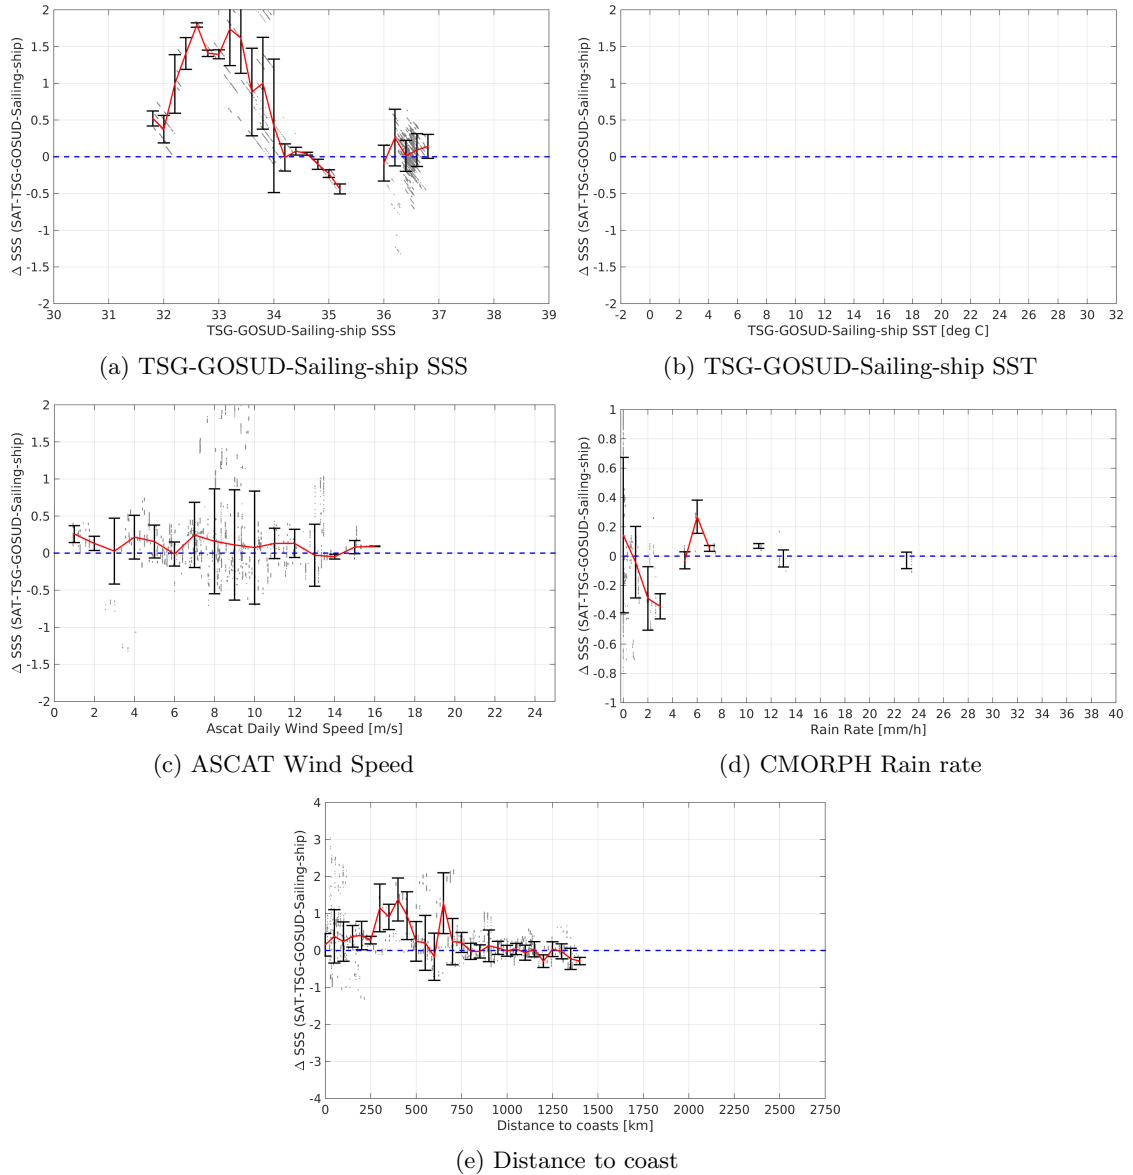 2
1.5
1
0.5
0
-0.5
-1
-1.5
-2
Δ SSS (SAT-TSG-GOSUD-Sailing-ship)
30 31 32 33 34 35 36 37 38 39
TSG-GOSUD-Sailing-ship SSS
(a) TSG-GOSUD-Sailing-ship SSS
2
1.5
1
0.5
0
-0.5
-1
-1.5
-2
Δ SSS (SAT-TSG-GOSUD-Sailing-ship)
-2 0 2 4 6 8 10 12 14 16 18 20 22 24 26 28 30 32
TSG-GOSUD-Sailing-ship SST [deg C]
(b) TSG-GOSUD-Sailing-ship SST
2
1.5
1
0.5
0
-0.5
-1
-1.5
-2
Δ SSS (SAT-TSG-GOSUD-Sailing-ship)
0 2 4 6 8 10 12 14 16 18 20 22 24
Ascat Daily Wind Speed [m/s]
(c) ASCAT Wind Speed
1
0.8
0.6
0.4
0.2
0
-0.2
-0.4
-0.6
-0.8
-1
Δ SSS (SAT-TSG-GOSUD-Sailing-ship)
0 2 4 6 8 10 12 14 16 18 20 22 24 26 28 30 32 34 36 38 40
Rain Rate [mm/h]
(d) CMORPH Rain rate
4
3
2
1
0
-1
-2
-3
-4
Δ SSS (SAT-TSG-GOSUD-Sailing-ship)
0 250 500 750 1000 1250 1500 1750 2000 2250 2500 2750
Distance to coasts [km]
(e) Distance to coast